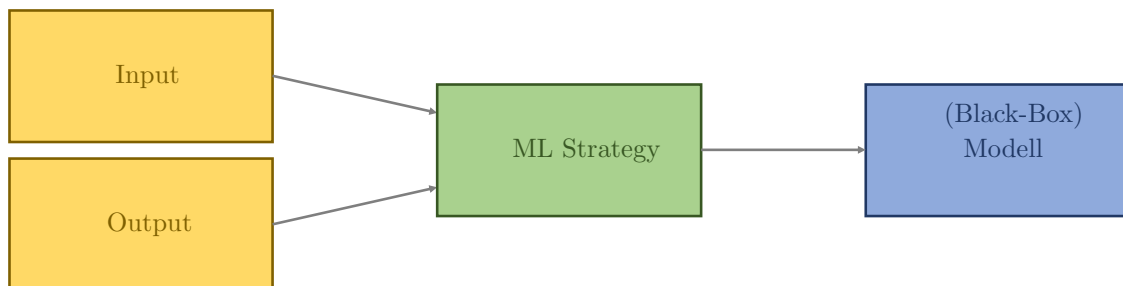 Input
Output
ML Strategy
(Black-Box)
Modell